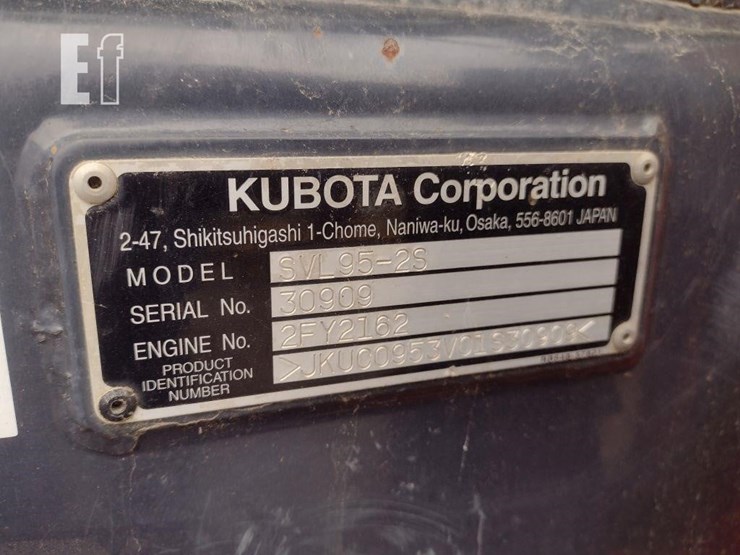 Ef
KUBOTA Corporation
2-47, Shikitsuhigashi 1-Chome, Naniwa-ku, Osaka, 556-8601 JAPAN
MODEL SVL95-2S
SERIAL No. 30909
ENGINE No. 2FY2162
PRODUCT
IDENTIFICATION
NUMBER
>JKUC0953V01S30909<